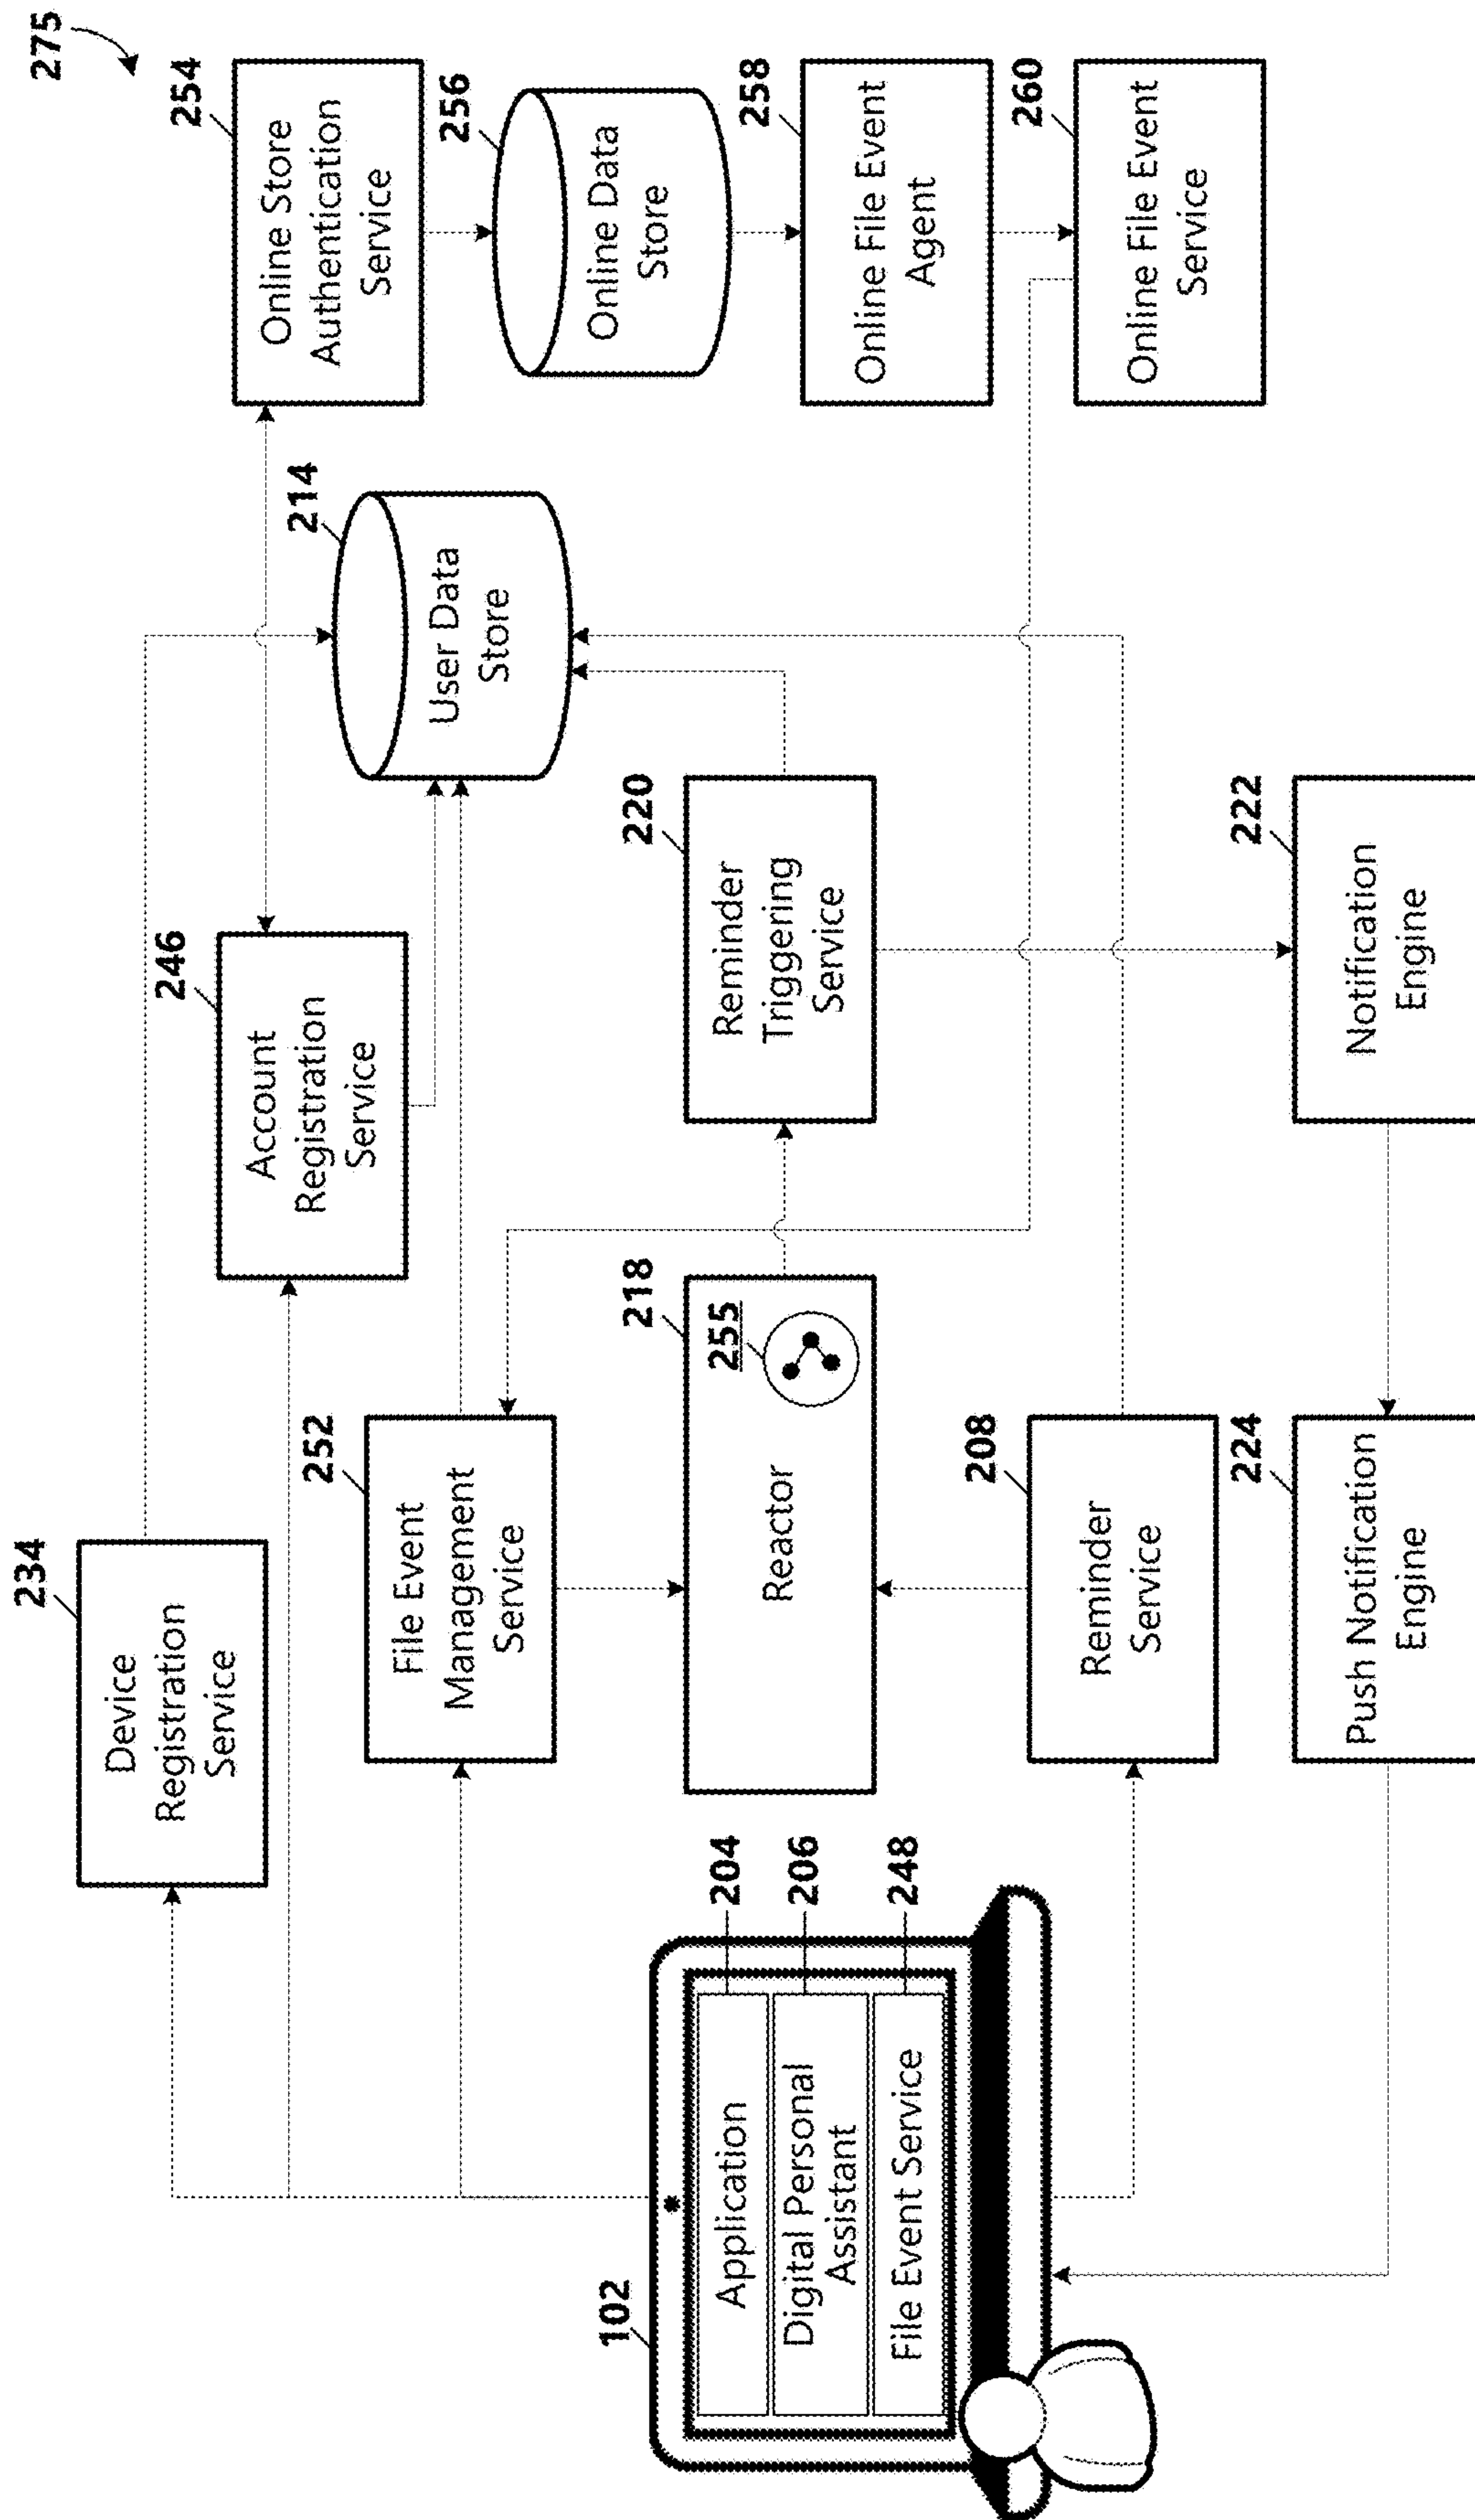 275
234
Device
Registration
Service
246
Account
Registration
Service
254
Online Store
Authentication
Service
252
File Event
Management
Service
214
User Data
Store
256
Online Data
Store
102
Application
204
Digital Personal
Assistant
206
File Event Service
248
218
255
Reactor
220
Reminder
Triggering
Service
258
Online File Event
Agent
208
Reminder
Service
260
Online File Event
Service
224
Push Notification
Engine
222
Notification
Engine